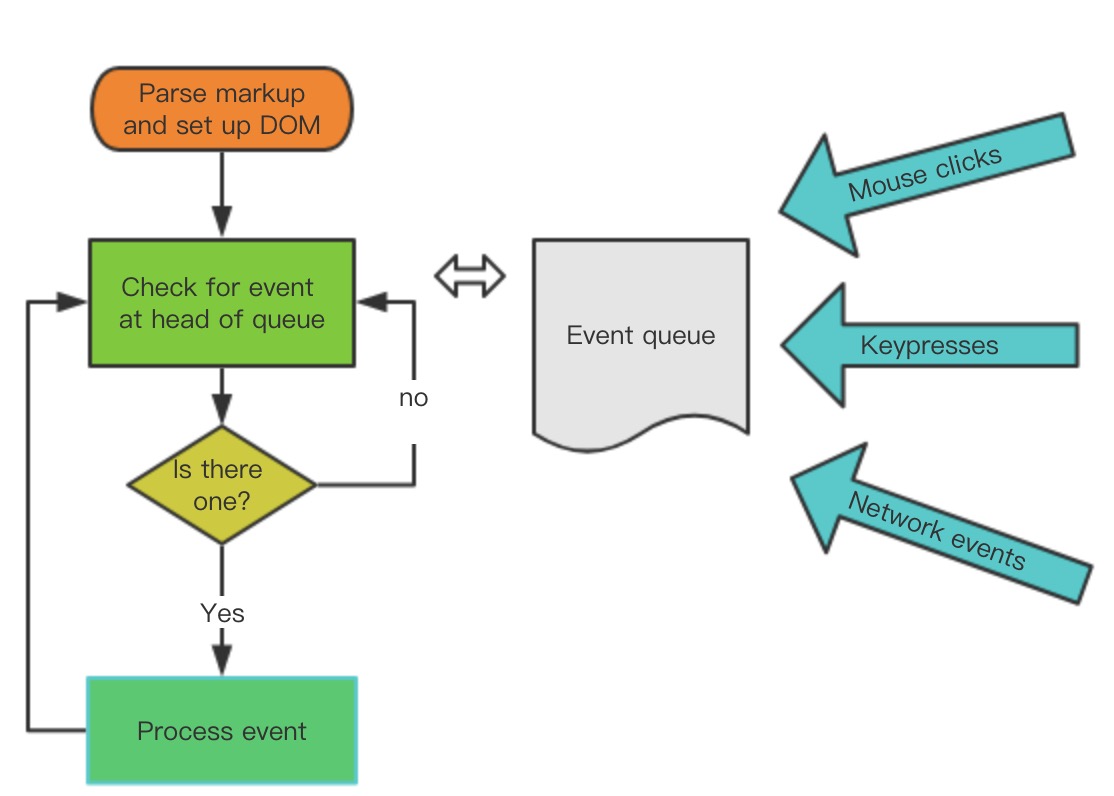 Parse markup
and set up DOM
Check for event
at head of queue
no
Is there
one?
Yes
Process event
Event queue
Mouse clicks
Keypresses
Network events